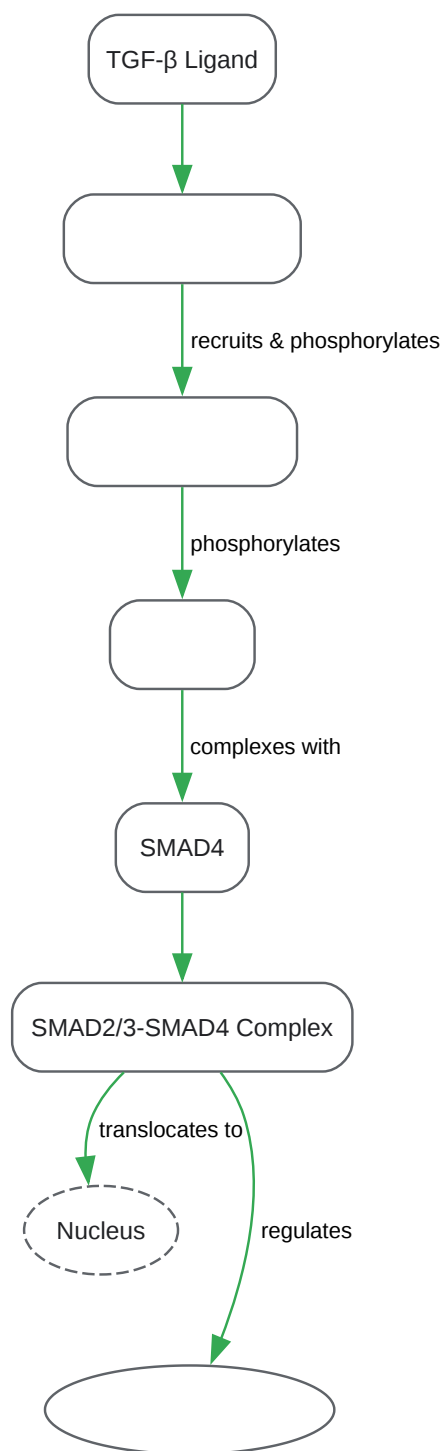 TGF-β Ligand
recruits & phosphorylates
phosphorylates
complexes with
SMAD4
SMAD2/3-SMAD4 Complex
translocates to
Nucleus
regulates